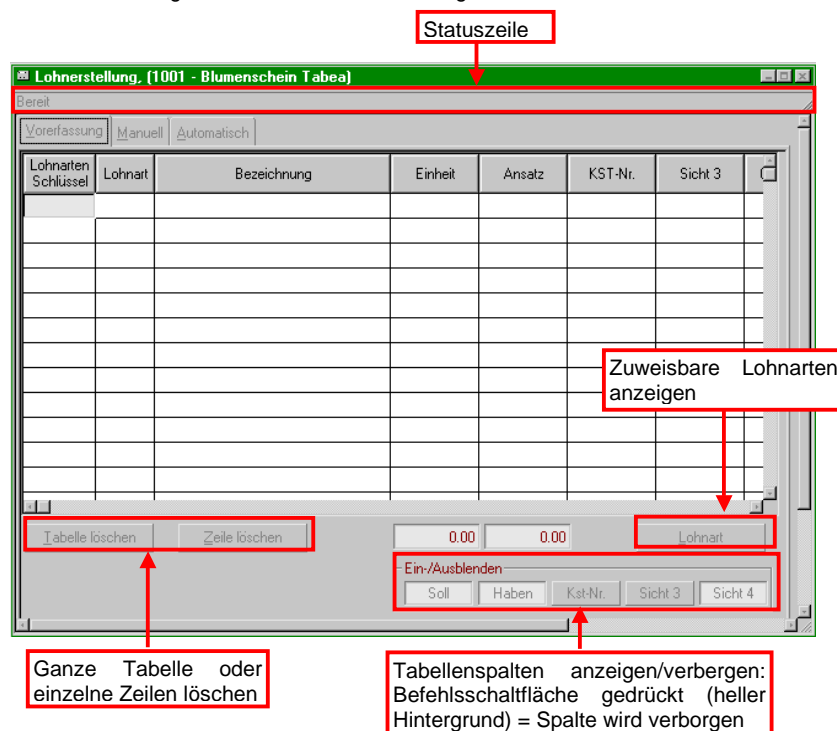 Statuszeile
Lohnerstellung, (1001 - Blumenschein Tabea)
Bereit
Vorerfassung Manuell Automatisch
Lohnarten Schlüssel Lohnart Bezeichnung Einheit Ansatz KST-Nr. Sicht 3
Zuweisbare Lohnarten
anzeigen
Tabelle löschen Zeile löschen 0.00 0.00 Lohnart
Ein-/Ausblenden
Soll Haben Kst-Nr. Sicht 3 Sicht 4
Ganze Tabelle oder
einzelne Zeilen löschen
Tabellenspalten anzeigen/verbergen:
Befehlsschaltfläche gedrückt (heller
Hintergrund) = Spalte wird verborgen